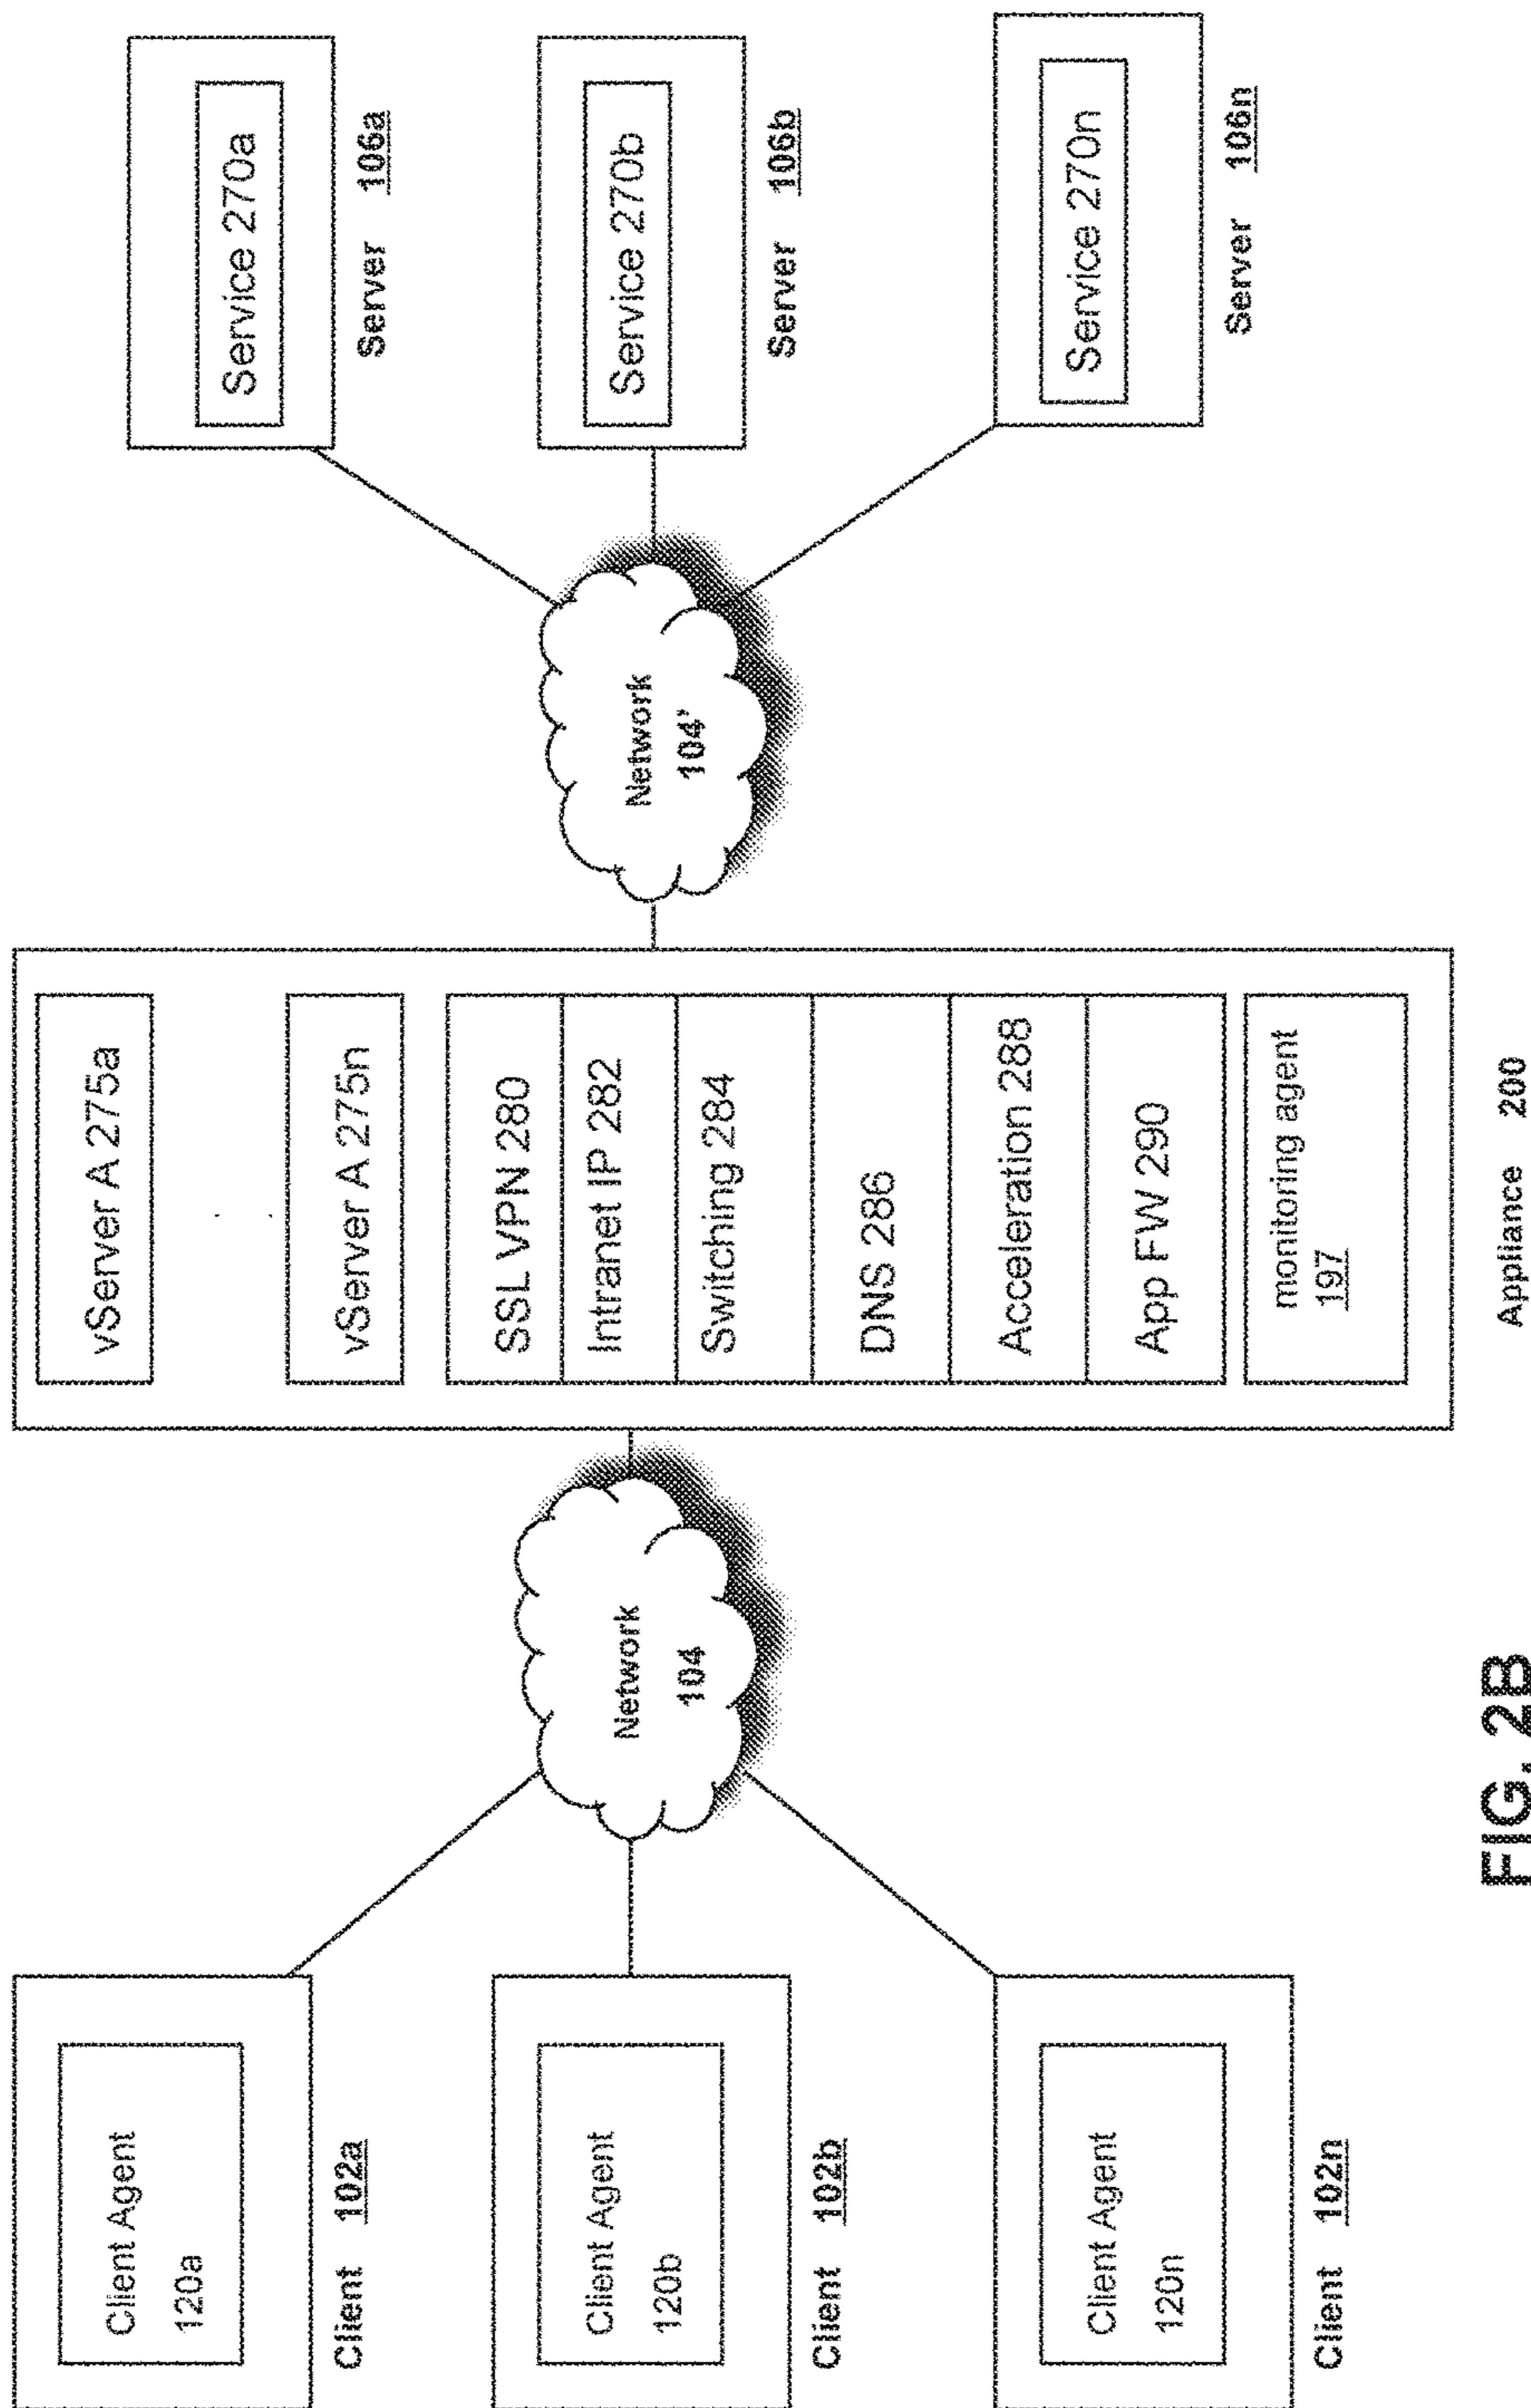 Client Agent
120a
Client 102a
Client Agent
120b
Client 102b
Client Agent
120n
Client 102n
Network
104
vServer A 275a
vServer A 275n
SSL VPN 280
Intranet IP 282
Switching 284
DNS 286
Acceleration 288
App FW 290
monitoring agent
197
Appliance 200
Network
104'
Service 270a
Server 106a
Service 270b
Server 106b
Service 270n
Server 106n
FIG. 2B